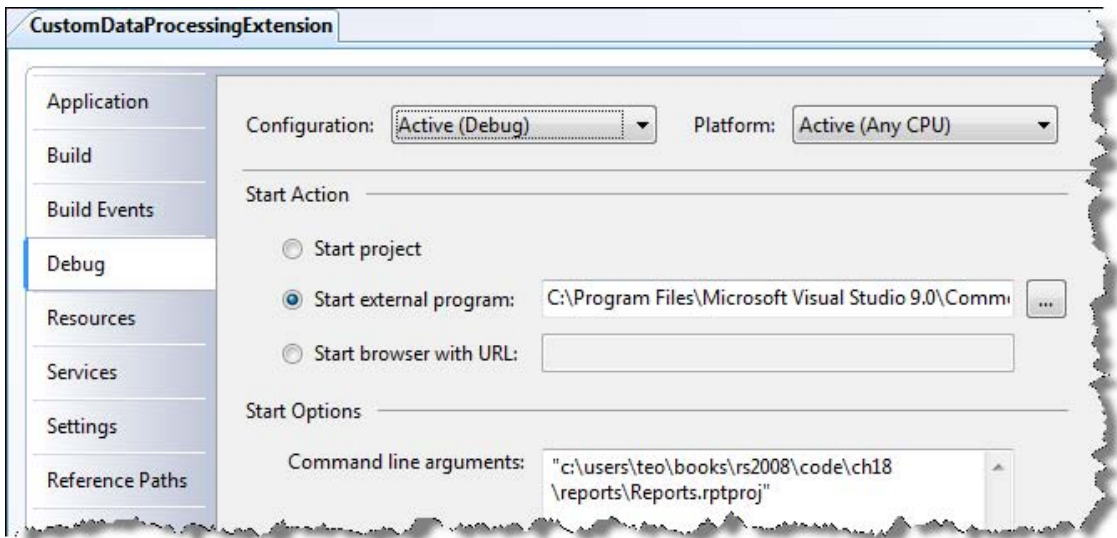 CustomDataProcessingExtension
Application
Build
Build Events
Debug
Resources
Services
Settings
Reference Paths
Configuration: Active (Debug) Platform: Active (Any CPU)
Start Action
Start project
Start external program: C:\Program Files\Microsoft Visual Studio 9.0\Comm ...
Start browser with URL:
Start Options
Command line arguments: "c:\users\teo\books\rs2008\code\ch18
\reports\Reports.rptproj"